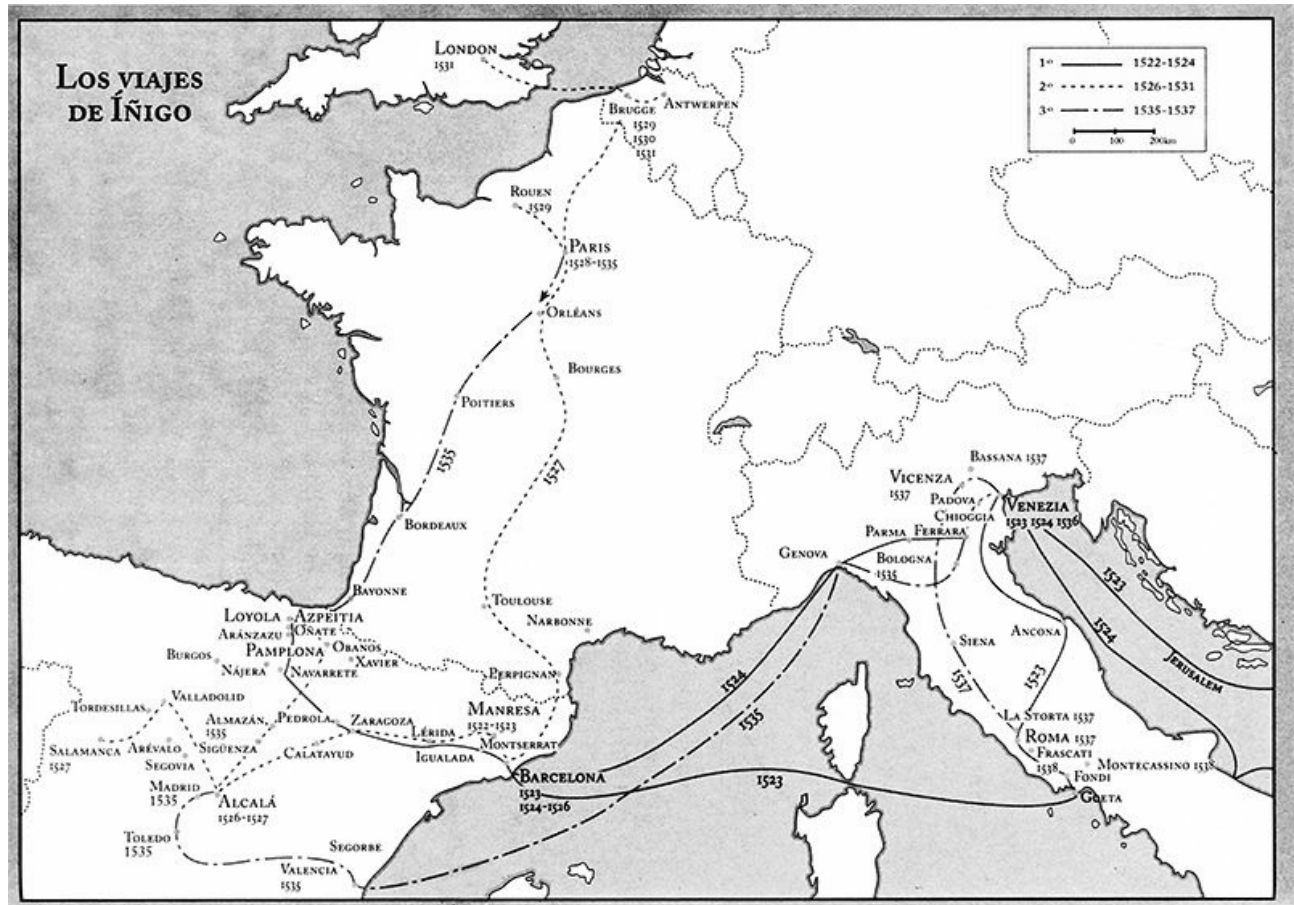 Los viajes
de Íñigo
1º 1522-1524
2º 1526-1531
3º 1535-1537
0 100 200km
London
1531
Brugge
1529
1530
1531
Antwerpen
Rouen
1529
Paris
1528-1535
Orléans
Bourges
Poitiers
1535
1527
Bordeaux
Bayonne
Toulouse
Narbonne
Perpignan
Loyola
Azpeitia
Aránzazu
Oñate
Pamplona
Obanos
Xavier
Burgos
Nájera
Navarrete
Valladolid
Tordesillas
Almazán,
1535
Pedrola
Zaragoza
Lérida
Manresa
1522-1523
Montserrat
Igualada
Salamanca
1527
Arévalo
Segovia
Sigüenza
Calatayud
Madrid
1535
Alcalá
1526-1527
Toledo
1535
Segorbe
Valencia
1535
Barcelona
1523
1524-1526
1524
1535
1523
Bassana 1537
Vicenza
1537
Padova
Chioggia
Venezia
1523 1524 1536
Parma
Ferrara
Genova
Bologna
1535
1523
1524
Jerusalem
Ancona
Siena
1537
1523
La Storta 1537
Roma 1537
Frascati
1538
Montecassino 1538
Fondi
Goeta